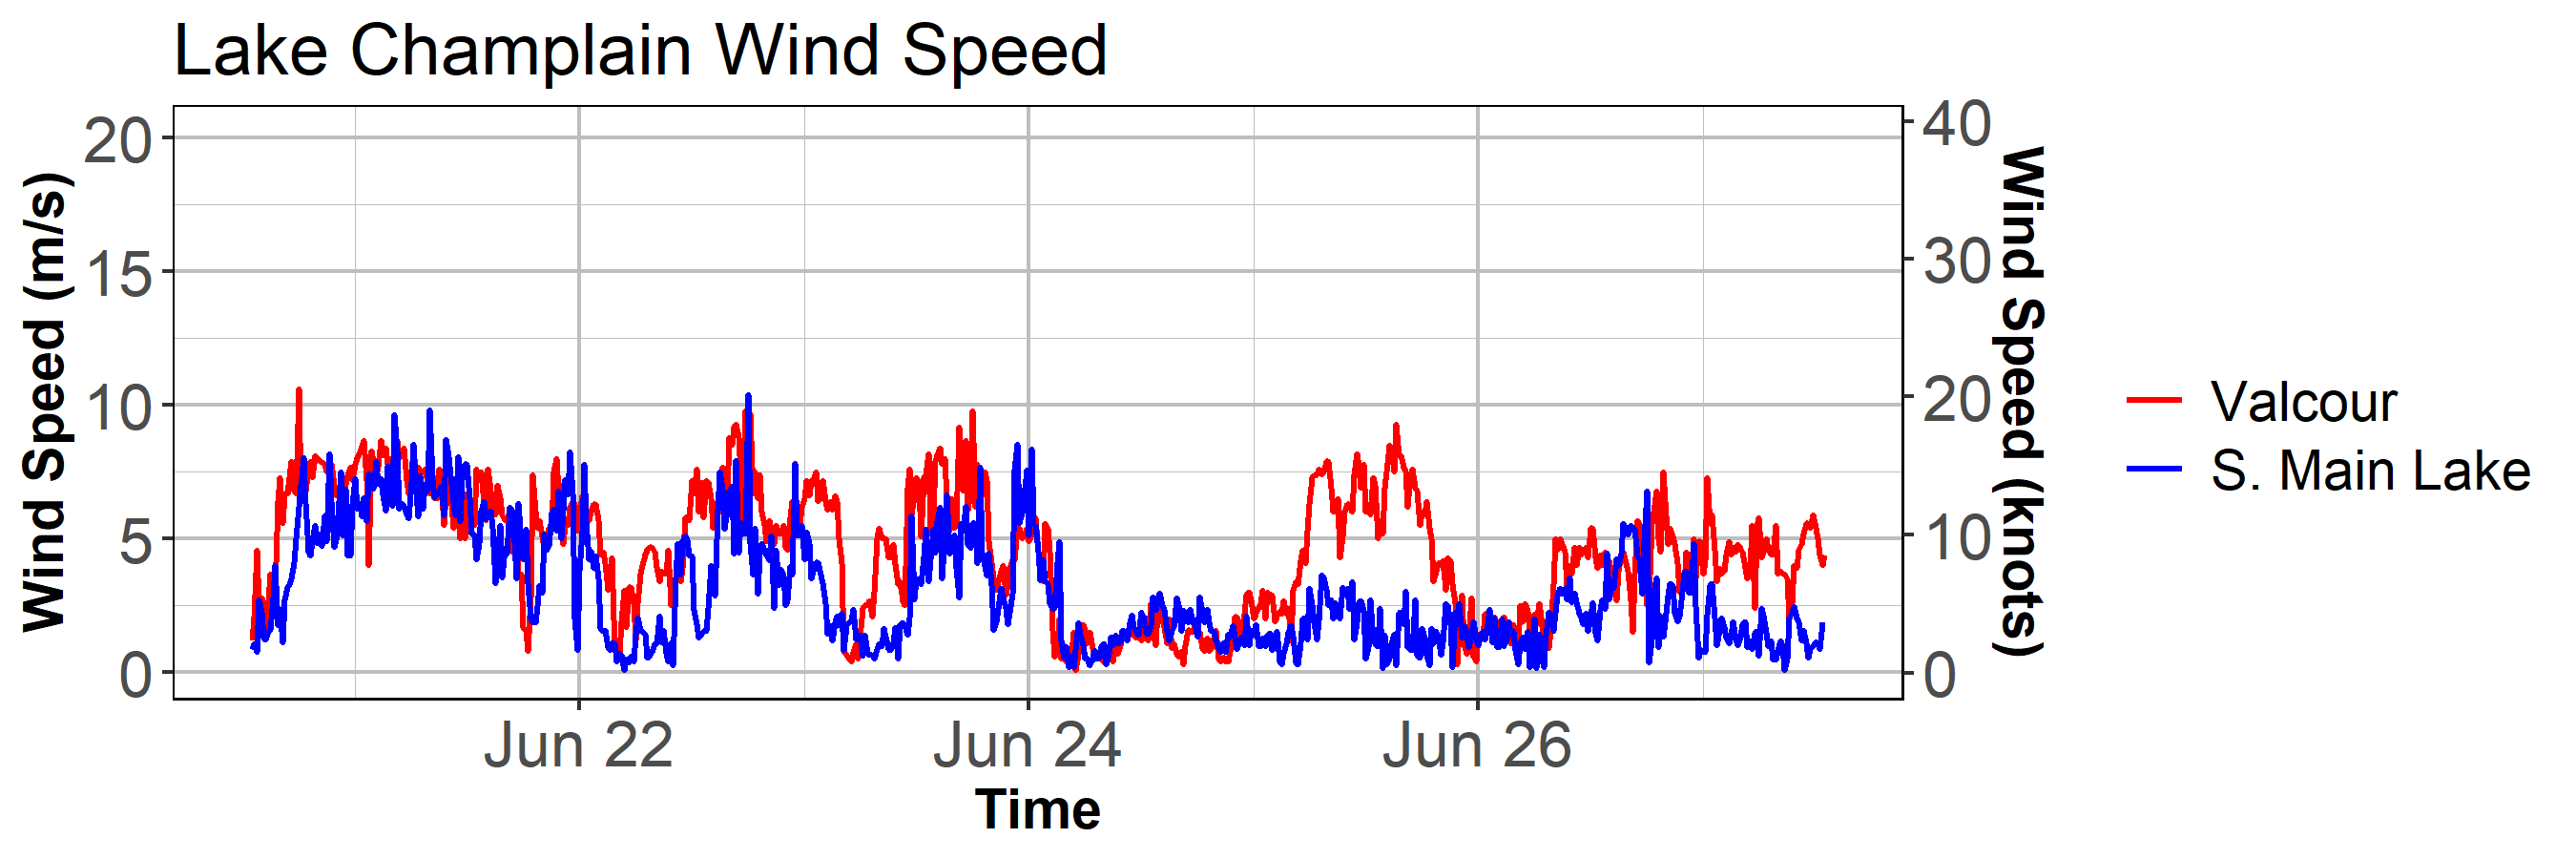 Lake Champlain Wind Speed
Wind Speed (m/s)
20
15
10
5
0
40
30
20
10
0
Wind Speed (knots)
Jun 22
Jun 24
Jun 26
Time
Valcour
S. Main Lake